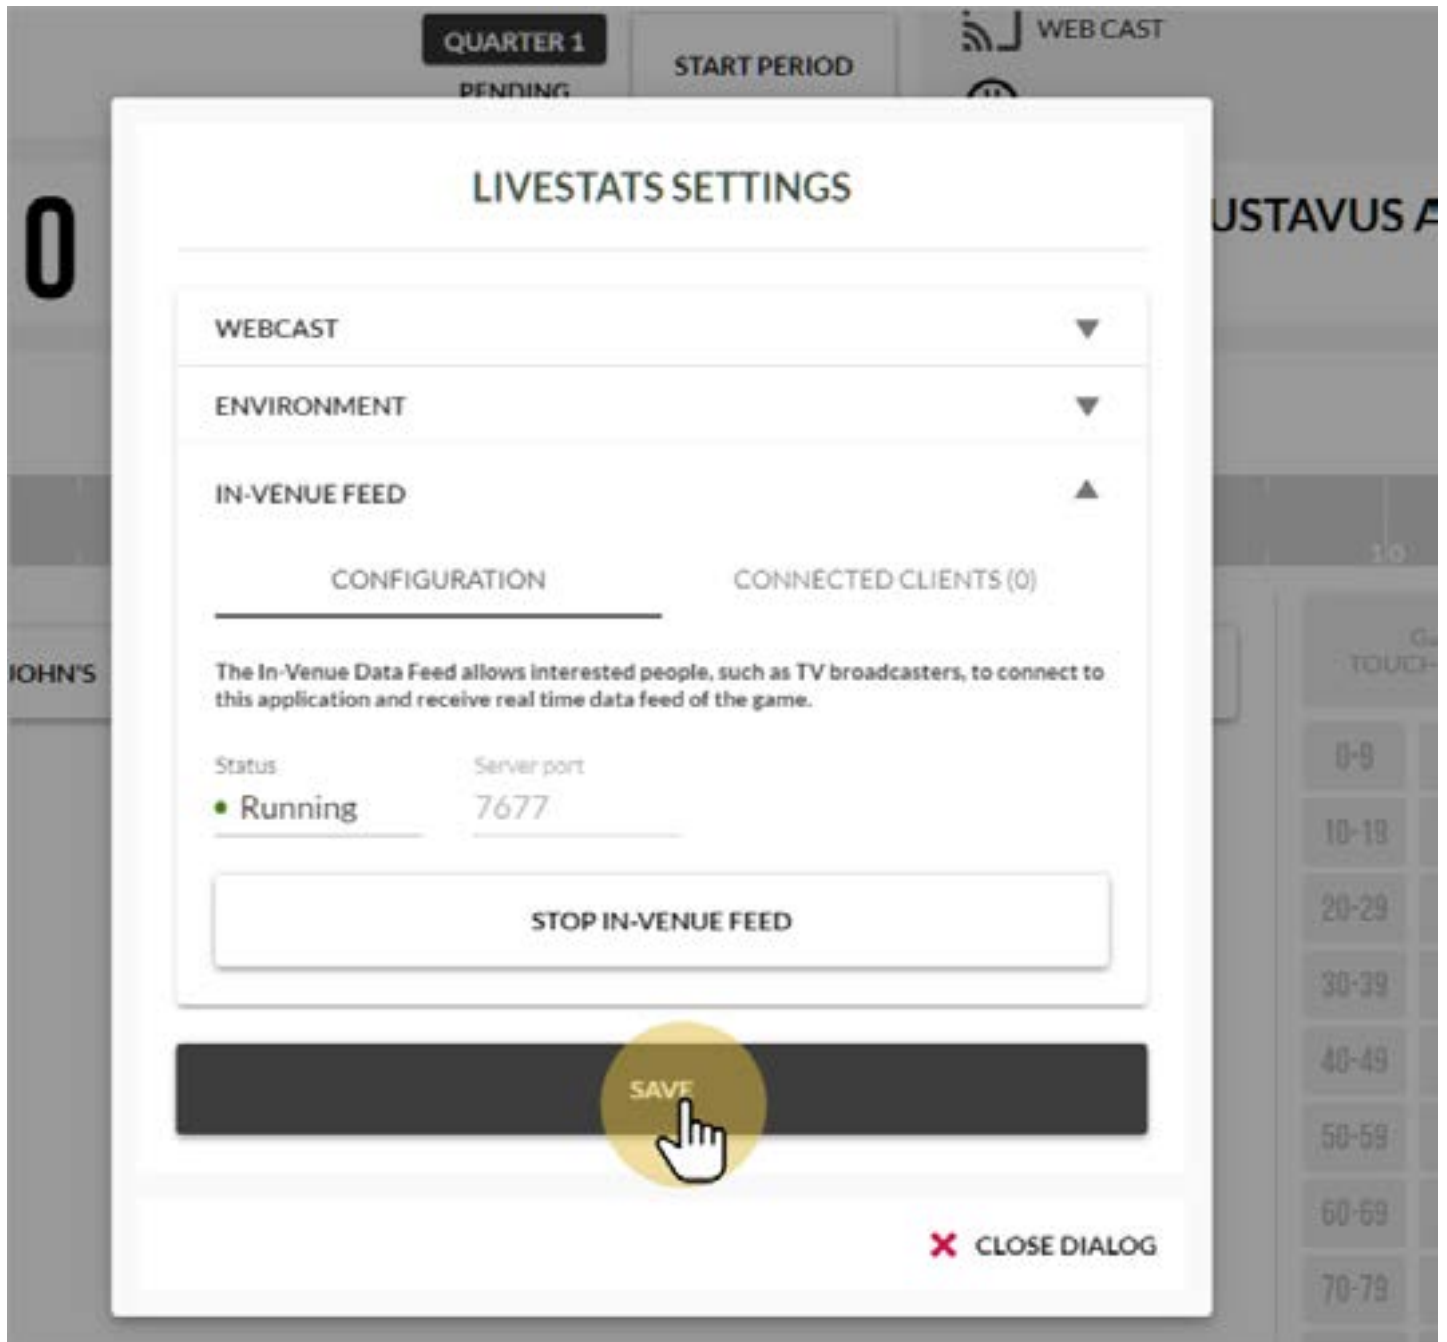 QUARTER 1
PENDING
START PERIOD
WEB CAST
LIVESTATS SETTINGS
0
USTAVUS A
WEBCAST
ENVIRONMENT
IN-VENUE FEED
CONFIGURATION
CONNECTED CLIENTS (0)
10
JOHN'S
The In-Venue Data Feed allows interested people, such as TV broadcasters, to connect to
this application and receive real time data feed of the game.
TOUCH-
Status
Server port
• Running
7677
STOP IN-VENUE FEED
SAVE
CLOSE DIALOG
0-9
10-19
20-29
30-39
40-49
50-59
60-69
70-79